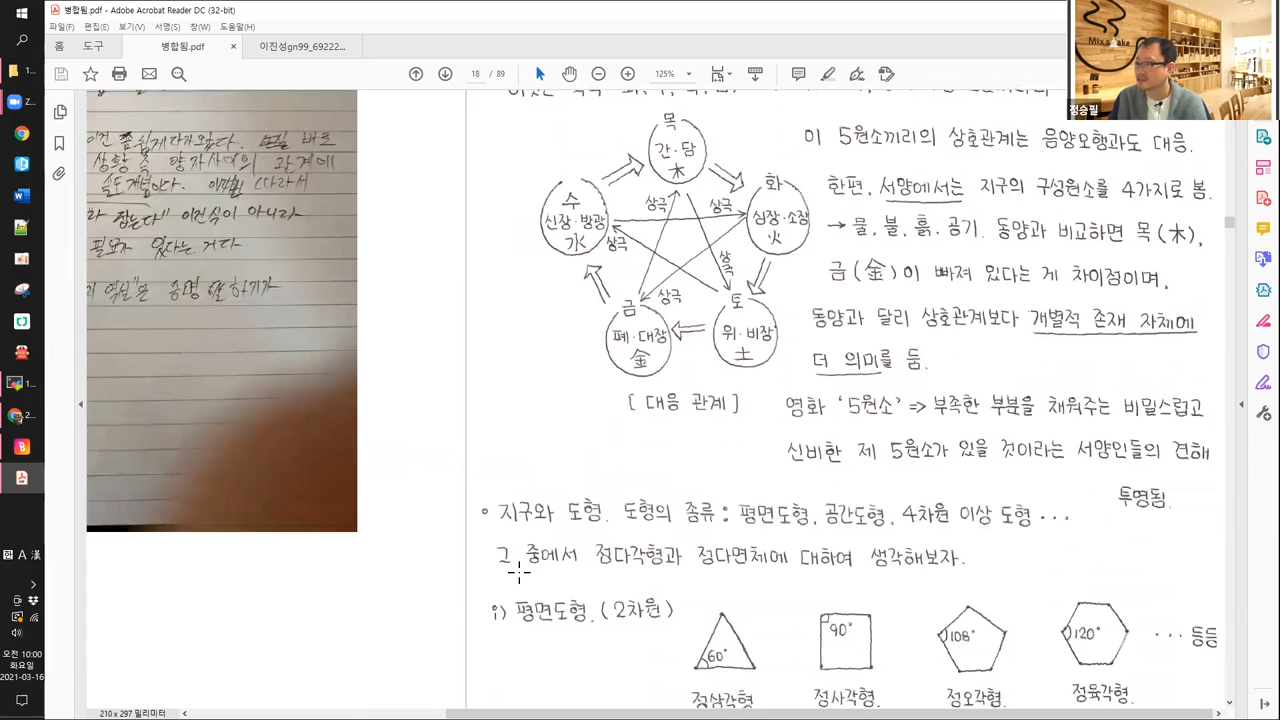 병합됨.pdf - Adobe Acrobat Reader DC (32-bit)
파일(F) 편집(E) 보기(V) 서명(S) 창(W) 도움말(H)
홈 도구 병합됨.pdf × 이진성gn99_69222...
18 / 89 125%
정승필
상황 속
이 5원소끼리의 상호관계는 음양오행과도 대응.
한편, 서양에서는 지구의 구성원소를 4가지로 봄.
→ 물, 불, 흙, 공기. 동양과 비교하면 목(木),
금(金)이 빠져 있다는 게 차이점이며,
동양과 달리 상호관계보다 개별적 존재 자체에
더 의미를 둠.
영화 '5원소' => 부족한 부분을 채워주는 비밀스럽고
신비한 제 5원소가 있을 것이라는 서양인들의 견해
투영됨.
목
간·담
木
화
심장·소장
火
토
위·비장
土
금
폐·대장
金
수
신장·방광
水
상극
상극
상극
상극
상극
[대응 관계]
필요가 있다는 거다
∘ 지구와 도형. 도형의 종류 : 평면도형, 공간도형, 4차원 이상 도형 ...
그 중에서 정다각형과 정다면체에 대하여 생각해보자.
i) 평면도형. (2차원)
60° 90° 108° 120° ... 등등
정삼각형 정사각형. 정오각형. 정육각형.
210 x 297 밀리미터
A 漢
오전 10:00
화요일
2021-03-16